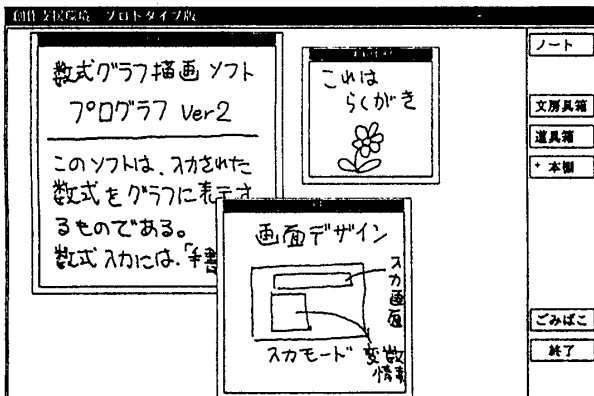 創作支援環境 プロトタイプ版
数式グラフ描画ソフト
プログラフ Ver2
このソフトは、入力された
数式をグラフに表示す
るものである。
数式入力には、「手書
これは
らくがき
画面デザイン
入力画面
入力モード
変数
情報
ノート
文房具箱
道具箱
* 本棚
ごみばこ
終了